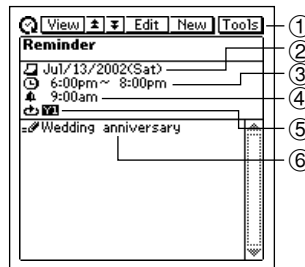 View Edit New Tools ①
Reminder ②
Jul/13/2002(Sat) ③
6:00pm~ 8:00pm
9:00am ④
Y1 ⑤
Wedding anniversary ⑥